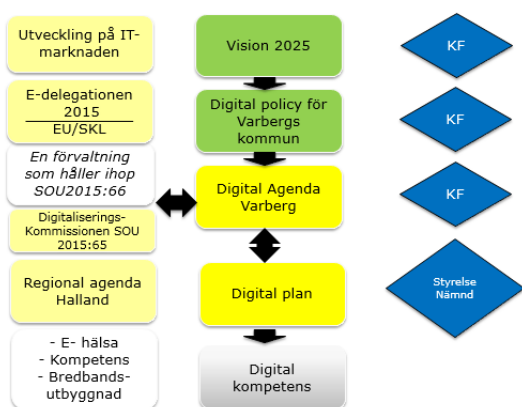 Utveckling på IT-
marknaden
E-delegationen
2015
EU/SKL
En förvaltning
som håller ihop
SOU2015:66
Digitaliserings-
Kommissionen SOU
2015:65
Regional agenda
Halland
- E- hälsa
- Kompetens
- Bredbands-
utbyggnad
Vision 2025
Digital policy för
Varbergs
kommun
Digital Agenda
Varberg
Digital plan
Digital
kompetens
KF
KF
KF
Styrelse
Nämnd